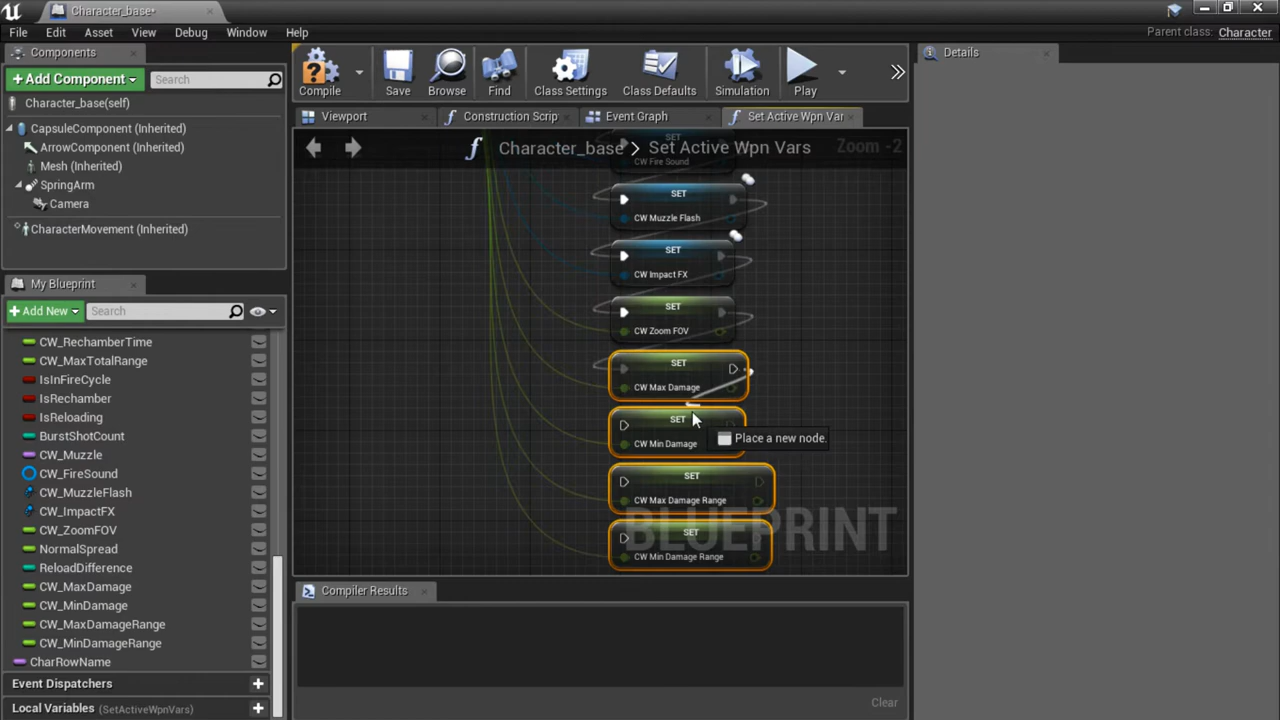 Character_base*
File Edit Asset View Debug Window Help
Parent class: Character
Components
+ Add Component Search
Character_base(self)
CapsuleComponent (Inherited)
ArrowComponent (Inherited)
Mesh (Inherited)
SpringArm
Camera
CharacterMovement (Inherited)
My Blueprint
+ Add New Search
CW_RechamberTime
CW_MaxTotalRange
IsInFireCycle
IsRechamber
IsReloading
BurstShotCount
CW_Muzzle
CW_FireSound
CW_MuzzleFlash
CW_ImpactFX
CW_ZoomFOV
NormalSpread
ReloadDifference
CW_MaxDamage
CW_MinDamage
CW_MaxDamageRange
CW_MinDamageRange
CharRowName
Event Dispatchers
Local Variables (SetActiveWpnVars)
Compile Save Browse Find Class Settings Class Defaults Simulation Play
Viewport Construction Scrip Event Graph Set Active Wpn Var
Character_base > Set Active Wpn Vars Zoom -2
SET
CW Fire Sound
SET
CW Muzzle Flash
SET
CW Impact FX
SET
CW Zoom FOV
SET
CW Max Damage
SET
CW Min Damage
Place a new node.
SET
CW Max Damage Range
SET
CW Min Damage Range
BLUEPRINT
Compiler Results
Clear
Details